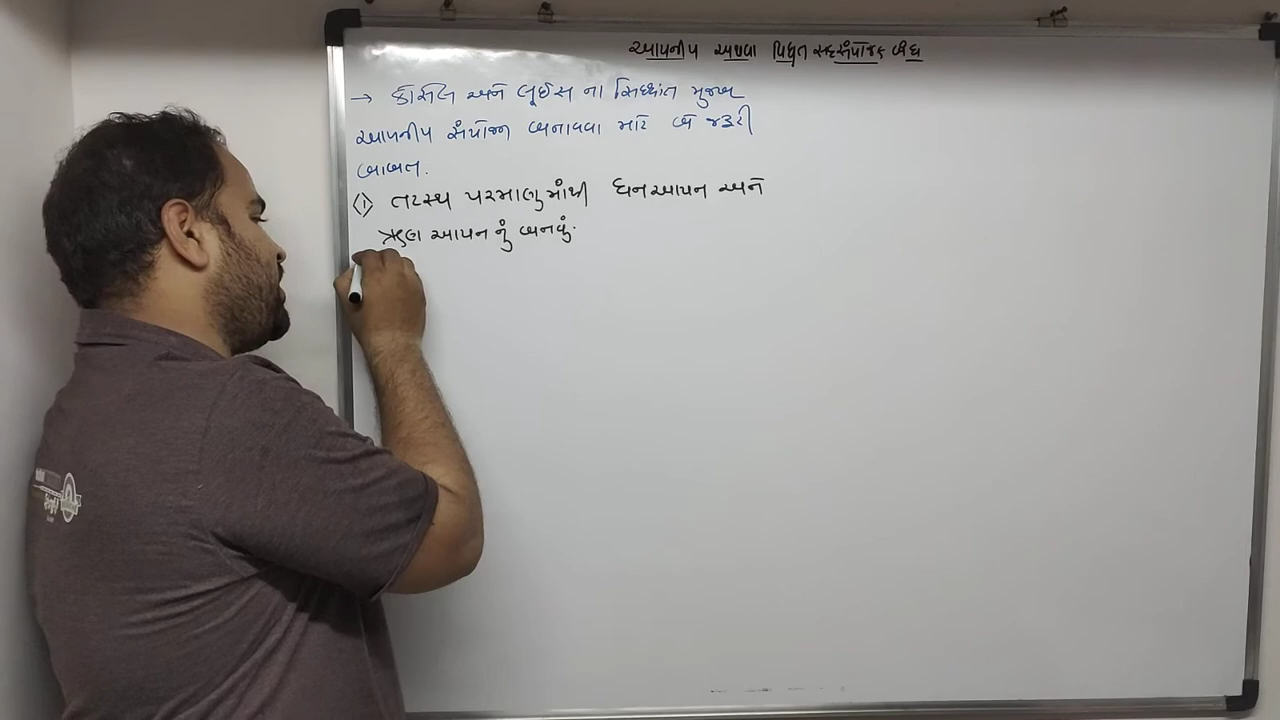 આયનીય અથવા વિદ્યુત સહસંયોજક બંધ
→ કોસેલ અને લૂઈસ ના સિધ્ધાંત મુજબ
આયનીય સંયોજન બનાવવા માટે બે જરૂરી
બાબત.
(૧) તટસ્થ પરમાણુમાંથી ધન આયન અને
ઋણ આયન નું બનવું.